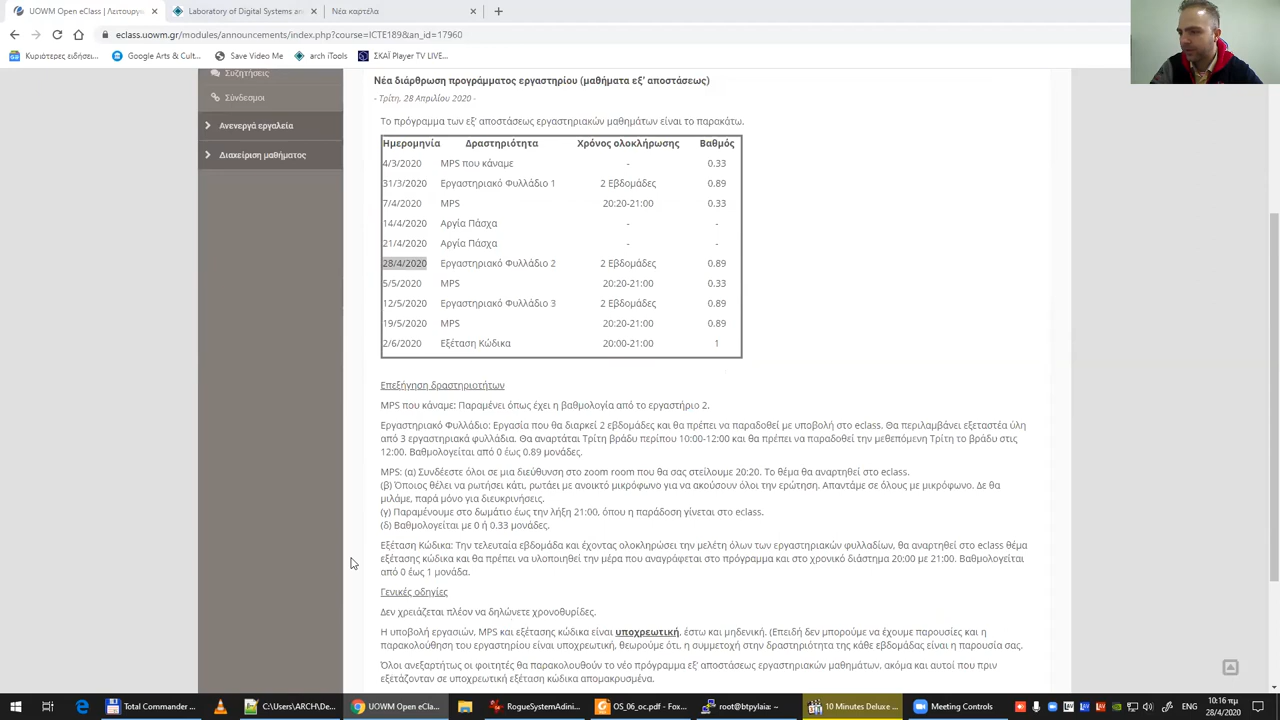 UOWM Open eClass | Λειτουργικ
Laboratory of Digital Systems and
Νέα καρτέλα
eclass.uowm.gr/modules/announcements/index.php?course=ICTE189&an_id=17960
Κυριότερες ειδήσει...
Google Arts & Cultu...
Save Video Me
arch iTools
ΣΚΑΪ Player TV LIVE...
Συζητήσεις
Σύνδεσμοι
Ανενεργά εργαλεία
Διαχείριση μαθήματος
Νέα διάρθρωση προγράμματος εργαστηρίου (μαθήματα εξ' αποστάσεως)
- Τρίτη, 28 Απριλίου 2020 -
Το πρόγραμμα των εξ' αποστάσεως εργαστηριακών μαθημάτων είναι το παρακάτω.
Ημερομηνία Δραστηριότητα Χρόνος ολοκλήρωσης Βαθμός
4/3/2020 MPS που κάναμε - 0.33
31/3/2020 Εργαστηριακό Φυλλάδιο 1 2 Εβδομάδες 0.89
7/4/2020 MPS 20:20-21:00 0.33
14/4/2020 Αργία Πάσχα - -
21/4/2020 Αργία Πάσχα - -
28/4/2020 Εργαστηριακό Φυλλάδιο 2 2 Εβδομάδες 0.89
5/5/2020 MPS 20:20-21:00 0.33
12/5/2020 Εργαστηριακό Φυλλάδιο 3 2 Εβδομάδες 0.89
19/5/2020 MPS 20:20-21:00 0.89
2/6/2020 Εξέταση Κώδικα 20:00-21:00 1
Επεξήγηση δραστηριοτήτων
MPS που κάναμε: Παραμένει όπως έχει η βαθμολογία από το εργαστήριο 2.
Εργαστηριακό Φυλλάδιο: Εργασία που θα διαρκεί 2 εβδομάδες και θα πρέπει να παραδοθεί με υποβολή στο eclass. Θα περιλαμβάνει εξεταστέα ύλη
από 3 εργαστηριακά φυλλάδια. Θα αναρτάται Τρίτη βράδυ περίπου 10:00-12:00 και θα πρέπει να παραδοθεί την μεθεπόμενη Τρίτη το βράδυ στις
12:00. Βαθμολογείται από 0 έως 0.89 μονάδες.
MPS: (α) Συνδέεστε όλοι σε μια διεύθυνση στο zoom room που θα σας στείλουμε 20:20. Το θέμα θα αναρτηθεί στο eclass.
(β) Όποιος θέλει να ρωτήσει κάτι, ρωτάει με ανοικτό μικρόφωνο για να ακούσουν όλοι την ερώτηση. Απαντάμε σε όλους με μικρόφωνο. Δε θα
μιλάμε, παρά μόνο για διευκρινήσεις.
(γ) Παραμένουμε στο δωμάτιο έως την λήξη 21:00, όπου η παράδοση γίνεται στο eclass.
(δ) Βαθμολογείται με 0 ή 0.33 μονάδες.
Εξέταση Κώδικα: Την τελευταία εβδομάδα και έχοντας ολοκληρώσει την μελέτη όλων των εργαστηριακών φυλλαδίων, θα αναρτηθεί στο eclass θέμα
εξέτασης κώδικα και θα πρέπει να υλοποιηθεί την μέρα που αναγράφεται στο πρόγραμμα και στο χρονικό διάστημα 20:00 με 21:00. Βαθμολογείται
από 0 έως 1 μονάδα.
Γενικές οδηγίες
Δεν χρειάζεται πλέον να δηλώνετε χρονοθυρίδες.
Η υποβολή εργασιών, MPS και εξέτασης κώδικα είναι υποχρεωτική, έστω και μηδενική. (Επειδή δεν μπορούμε να έχουμε παρουσίες και η
παρακολούθηση του εργαστηρίου είναι υποχρεωτική, θεωρούμε ότι, η συμμετοχή στην δραστηριότητα της κάθε εβδομάδας είναι η παρουσία σας.
Όλοι ανεξαρτήτως οι φοιτητές θα παρακολουθούν το νέο πρόγραμμα εξ' αποστάσεως εργαστηριακών μαθημάτων, ακόμα και αυτοί που πριν
εξετάζονταν σε υποχρεωτική εξέταση κώδικα απομακρυσμένα.
Total Commander ...
C:\Users\ARCH\De...
UOWM Open eCla...
RogueSystemAdini...
OS_06_oc.pdf - Fox...
root@btpylaia: ~
10 Minutes Deluxe ...
Meeting Controls
10:16 πμ
28/4/2020